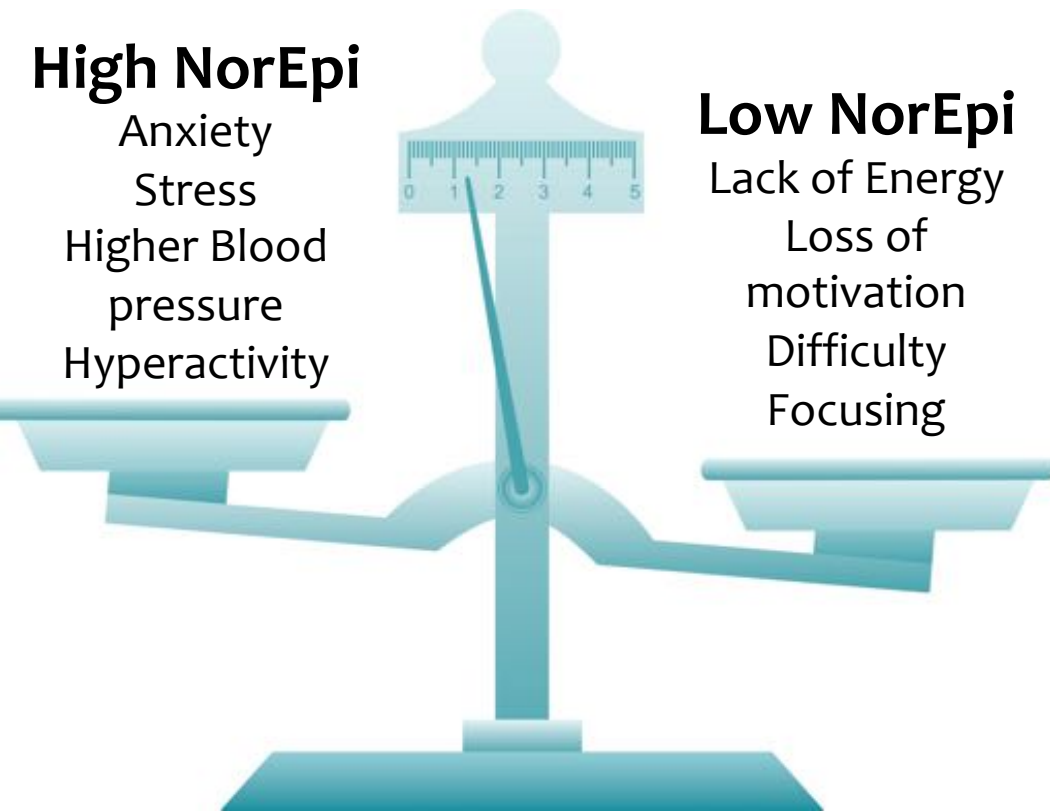 High NorEpi
Anxiety
Stress
Higher Blood
pressure
Hyperactivity
0 1 2 3 4 5
Low NorEpi
Lack of Energy
Loss of
motivation
Difficulty
Focusing